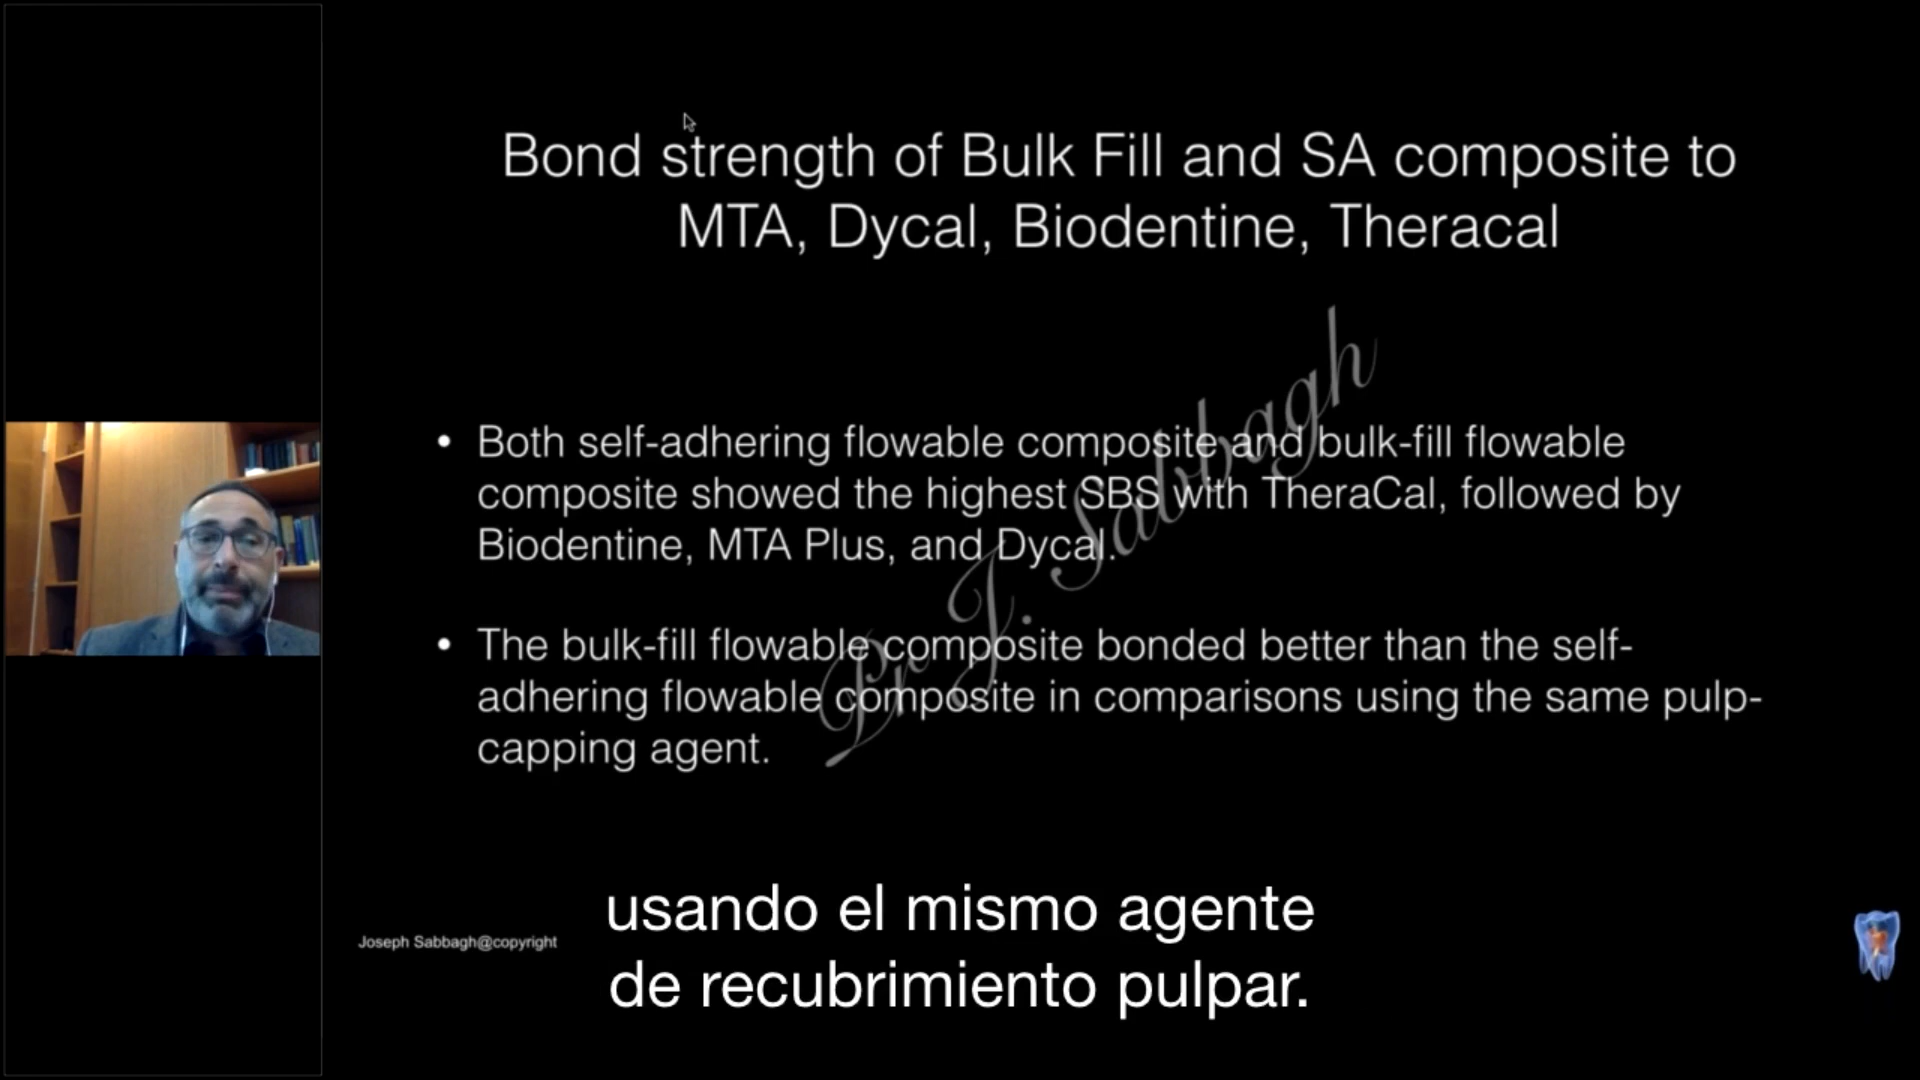 Bond strength of Bulk Fill and SA composite to
MTA, Dycal, Biodentine, Theracal
• Both self-adhering flowable composite and bulk-fill flowable
composite showed the highest SBS with TheraCal, followed by
Biodentine, MTA Plus, and Dycal.
• The bulk-fill flowable composite bonded better than the self-
adhering flowable composite in comparisons using the same pulp-
capping agent.
Pr J. Sabbagh
Joseph Sabbagh@copyright
usando el mismo agente
de recubrimiento pulpar.